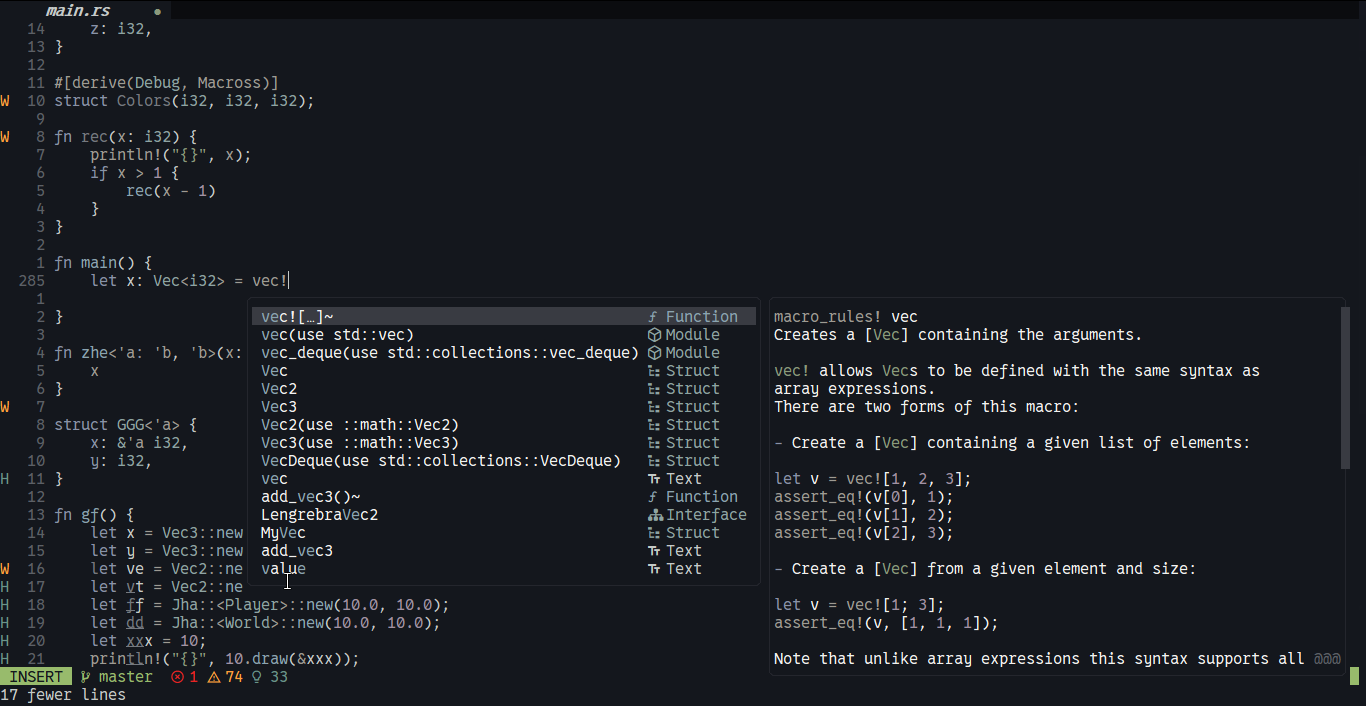 main.rs ●
14 z: i32,
13 }
12
11 #[derive(Debug, Macross)]
W 10 struct Colors(i32, i32, i32);
9
W 8 fn rec(x: i32) {
7 println!("{}", x);
6 if x > 1 {
5 rec(x - 1)
4 }
3 }
2
1 fn main() {
285 let x: Vec<i32> = vec!
1
2 }
3
4 fn zhe<'a: 'b, 'b>(x:
5 x
6 }
W 7
8 struct GGG<'a> {
9 x: &'a i32,
10 y: i32,
H 11 }
12
13 fn gf() {
14 let x = Vec3::new
15 let y = Vec3::new
W 16 let ve = Vec2::ne
H 17 let vt = Vec2::ne
H 18 let ff = Jha::<Player>::new(10.0, 10.0);
H 19 let dd = Jha::<World>::new(10.0, 10.0);
H 20 let xxx = 10;
H 21 println!("{}", 10.draw(&xxx));
vec![…]~ ƒ Function
vec(use std::vec) Module
vec_deque(use std::collections::vec_deque) Module
Vec Struct
Vec2 Struct
Vec3 Struct
Vec2(use ::math::Vec2) Struct
Vec3(use ::math::Vec3) Struct
VecDeque(use std::collections::VecDeque) Struct
vec Text
add_vec3()~ ƒ Function
LengrebraVec2 Interface
MyVec Struct
add_vec3 Text
value Text
macro_rules! vec
Creates a [Vec] containing the arguments.
vec! allows Vecs to be defined with the same syntax as
array expressions.
There are two forms of this macro:
- Create a [Vec] containing a given list of elements:
let v = vec![1, 2, 3];
assert_eq!(v[0], 1);
assert_eq!(v[1], 2);
assert_eq!(v[2], 3);
- Create a [Vec] from a given element and size:
let v = vec![1; 3];
assert_eq!(v, [1, 1, 1]);
Note that unlike array expressions this syntax supports all @@@
INSERT master 1 74 33
17 fewer lines